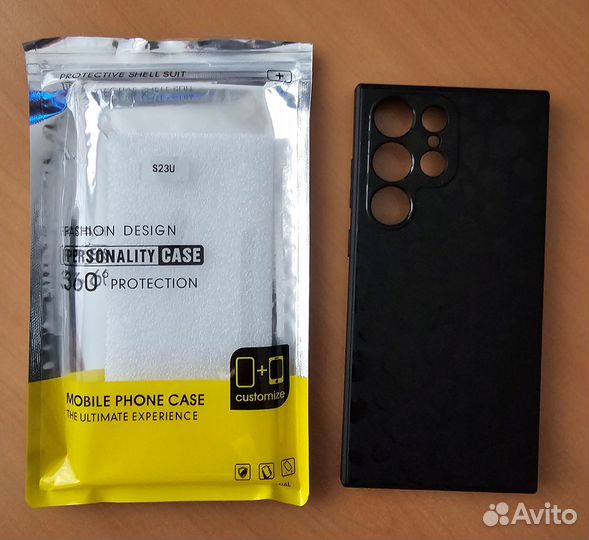 PROTECTIVE SHELL SUIT
S23U
FASHION DESIGN
PERSONALITY CASE
360° PROTECTION
customize
MOBILE PHONE CASE
THE ULTIMATE EXPERIENCE
Avito